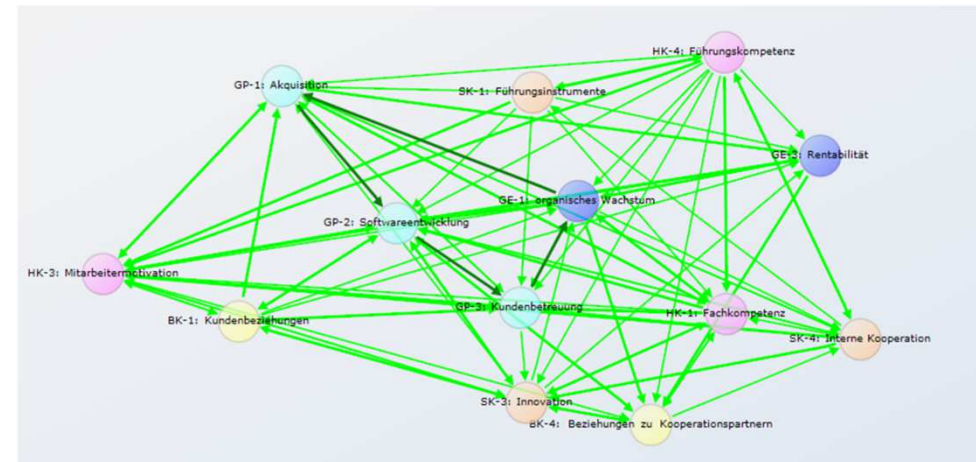 HK-4: Führungskompetenz
GP-1: Akquisition
SK-1: Führungsinstrumente
GE-3: Rentabilität
GE-1: organisches Wachstum
GP-2: Softwareentwicklung
HK-3: Mitarbeitermotivation
GP-3: Kundenbetreuung
HK-1: Fachkompetenz
BK-1: Kundenbeziehungen
SK-4: Interne Kooperation
SK-3: Innovation
BK-4: Beziehungen zu Kooperationspartnern